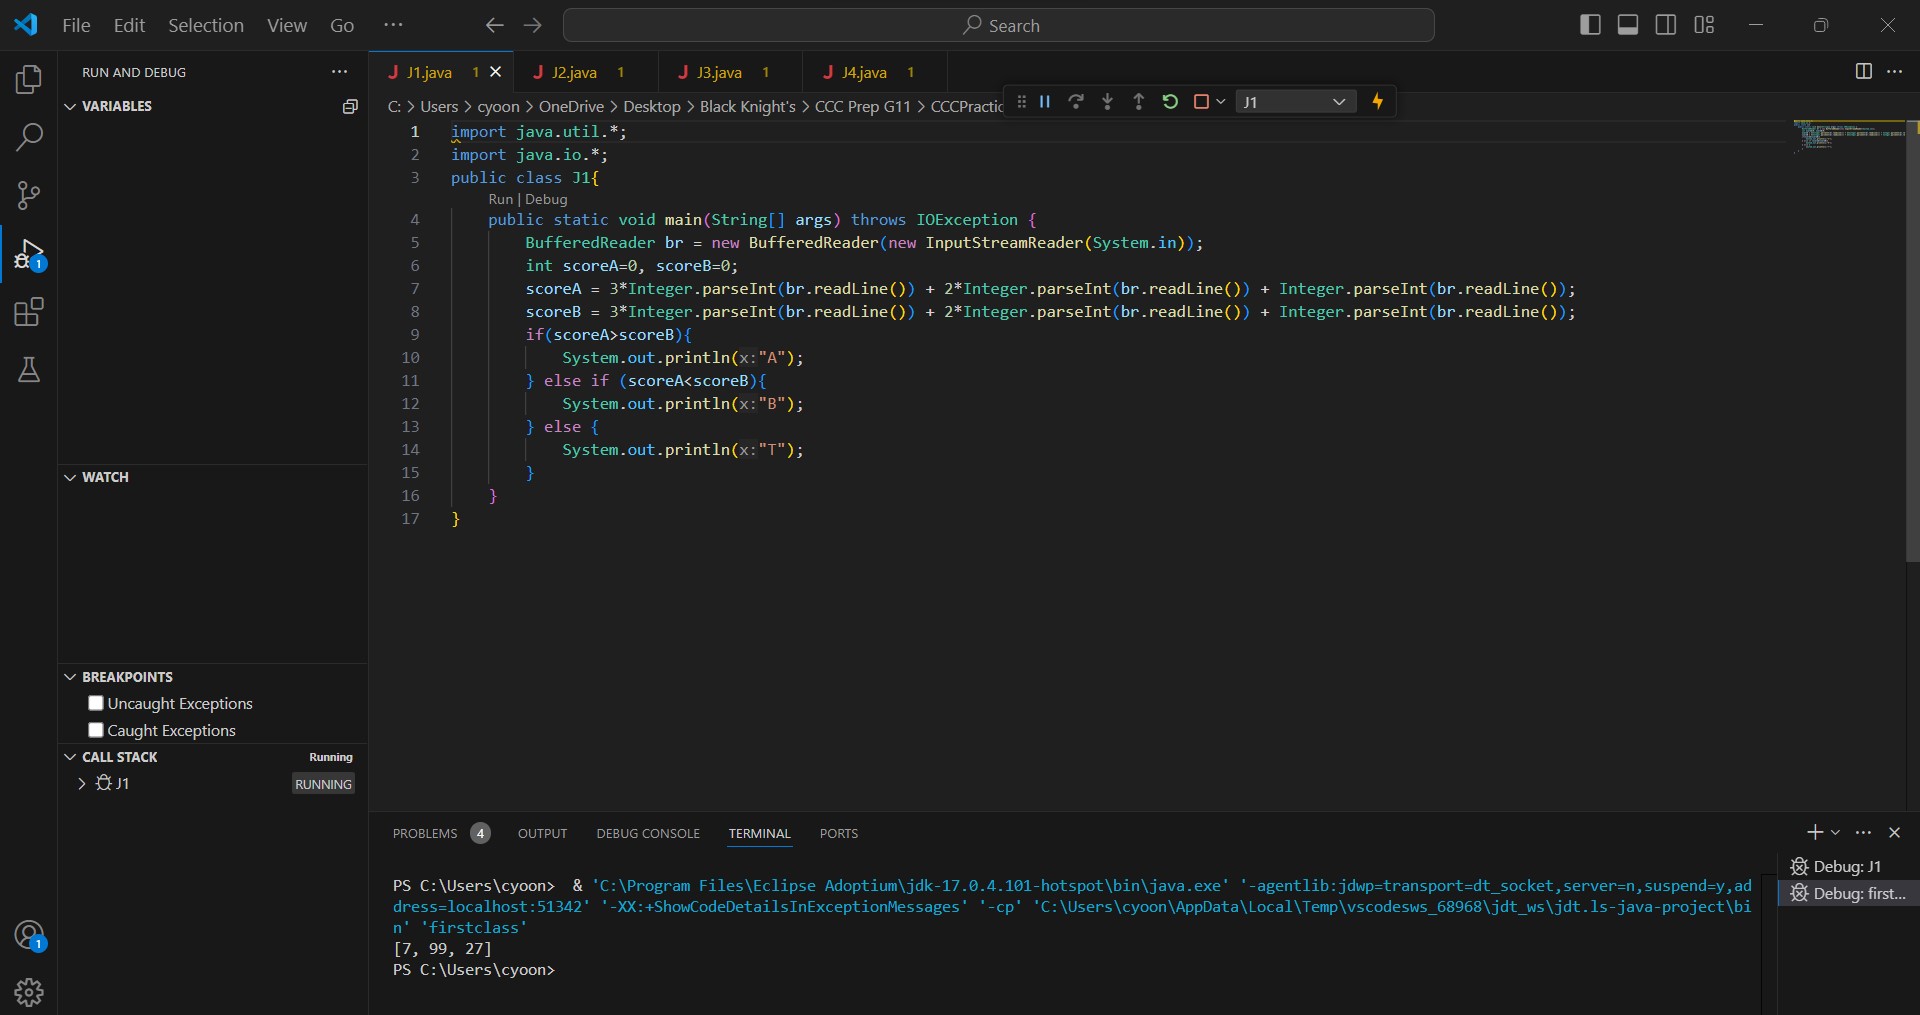 File Edit Selection View Go ··· Search
RUN AND DEBUG ···
VARIABLES
WATCH
BREAKPOINTS
Uncaught Exceptions
Caught Exceptions
CALL STACK Running
J1 RUNNING
1
1
J J1.java 1 J J2.java 1 J J3.java 1 J J4.java 1
C: > Users > cyoon > OneDrive > Desktop > Black Knight's > CCC Prep G11 > CCCPractic
J1
1 import java.util.*;
2 import java.io.*;
3 public class J1{
Run | Debug
4 public static void main(String[] args) throws IOException {
5 BufferedReader br = new BufferedReader(new InputStreamReader(System.in));
6 int scoreA=0, scoreB=0;
7 scoreA = 3*Integer.parseInt(br.readLine()) + 2*Integer.parseInt(br.readLine()) + Integer.parseInt(br.readLine());
8 scoreB = 3*Integer.parseInt(br.readLine()) + 2*Integer.parseInt(br.readLine()) + Integer.parseInt(br.readLine());
9 if(scoreA>scoreB){
10 System.out.println(x:"A");
11 } else if (scoreA<scoreB){
12 System.out.println(x:"B");
13 } else {
14 System.out.println(x:"T");
15 }
16 }
17 }
PROBLEMS 4 OUTPUT DEBUG CONSOLE TERMINAL PORTS
PS C:\Users\cyoon> & 'C:\Program Files\Eclipse Adoptium\jdk-17.0.4.101-hotspot\bin\java.exe' '-agentlib:jdwp=transport=dt_socket,server=n,suspend=y,ad
dress=localhost:51342' '-XX:+ShowCodeDetailsInExceptionMessages' '-cp' 'C:\Users\cyoon\AppData\Local\Temp\vscodesws_68968\jdt_ws\jdt.ls-java-project\bi
n' 'firstclass'
[7, 99, 27]
PS C:\Users\cyoon>
Debug: J1
Debug: first...